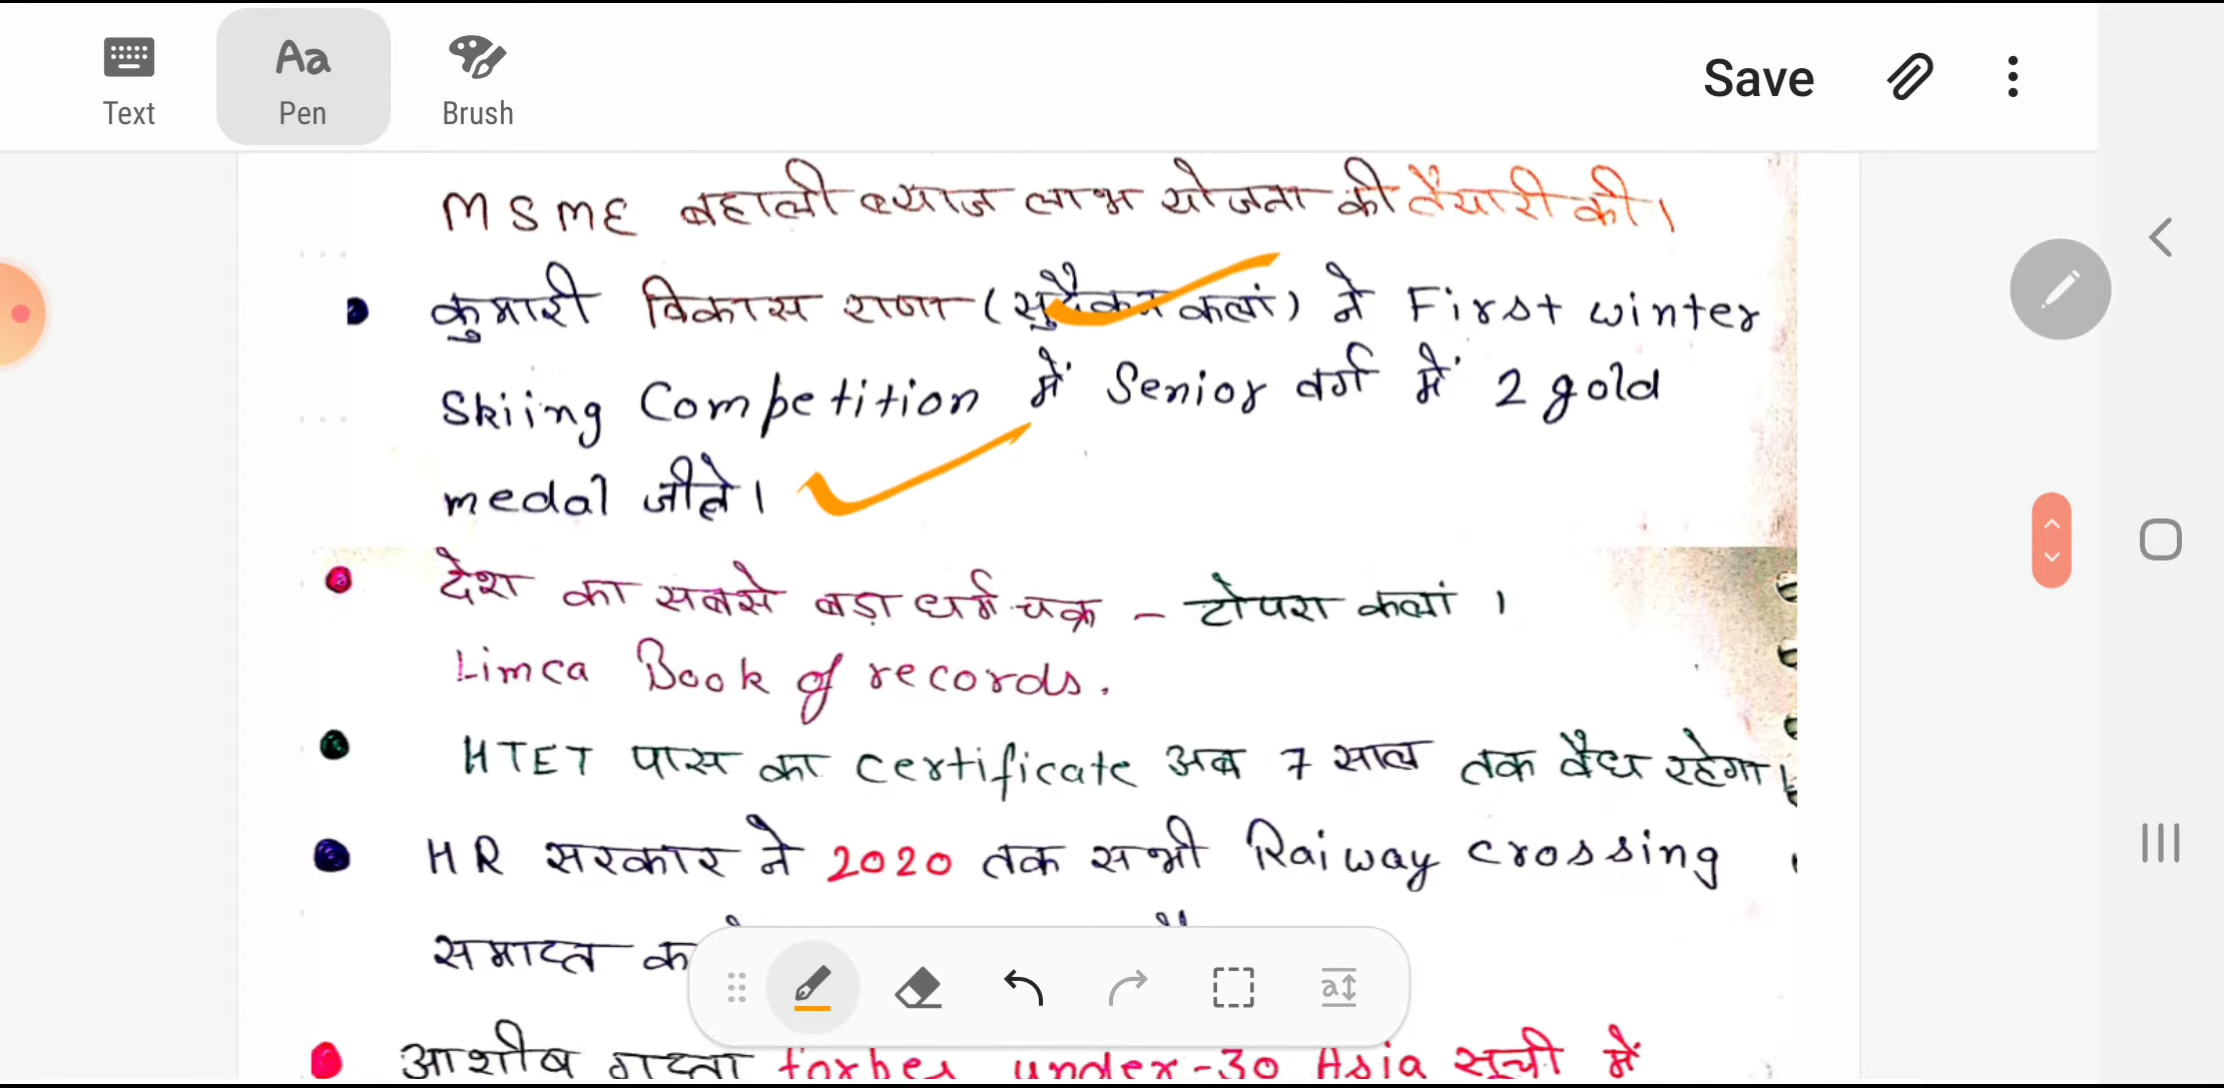 Text
Pen
Brush
Save
MSME बहाली ब्याज लाभ योजना की तैयारी की।
कुमारी विकास राणा ( कलां) ने First winter
Skiing Competition में Senior वर्ग में 2 gold
medal जीते।
देश का सबसे बड़ा धर्म चक्र - टोपरा कलां ।
Limca Book of records.
HTET पास का certificate अब 7 साल तक वैध रहेगा।
HR सरकार ने 2020 तक सभी Raiway crossing
समाप्त
आशीष गुप्ता forbes under-30 Asia सूची में